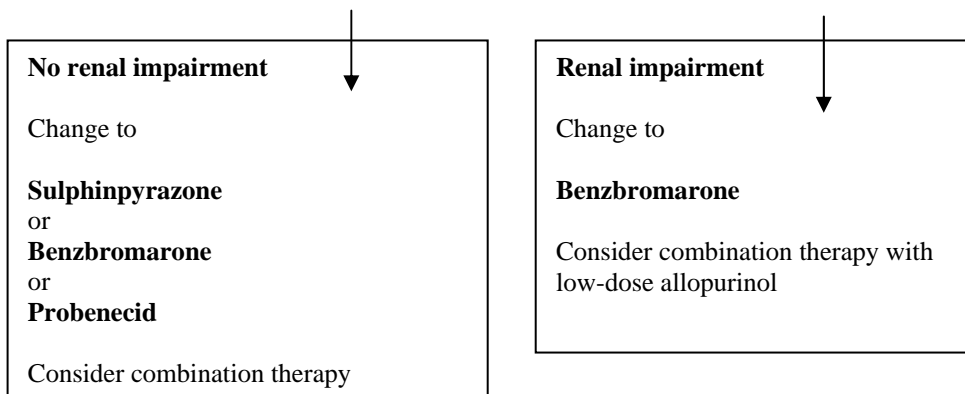 No renal impairment
Change to
Sulphinpyrazone
or
Benzbromarone
or
Probenecid
Consider combination therapy
Renal impairment
Change to
Benzbromarone
Consider combination therapy with
low-dose allopurinol